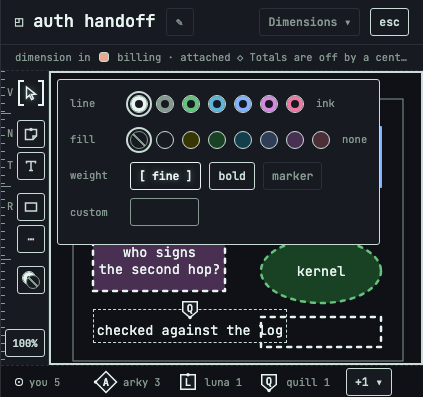 auth handoff ✎ Dimensions ▾ esc
dimension in billing · attached ◇ Totals are off by a cent…
V
N
T
R
T
…
100%
line ink
fill none
weight [ fine ] bold marker
custom
who signs
the second hop?
kernel
Q
checked against the log
you 5 A arky 3 L luna 1 Q quill 1 +1 ▾